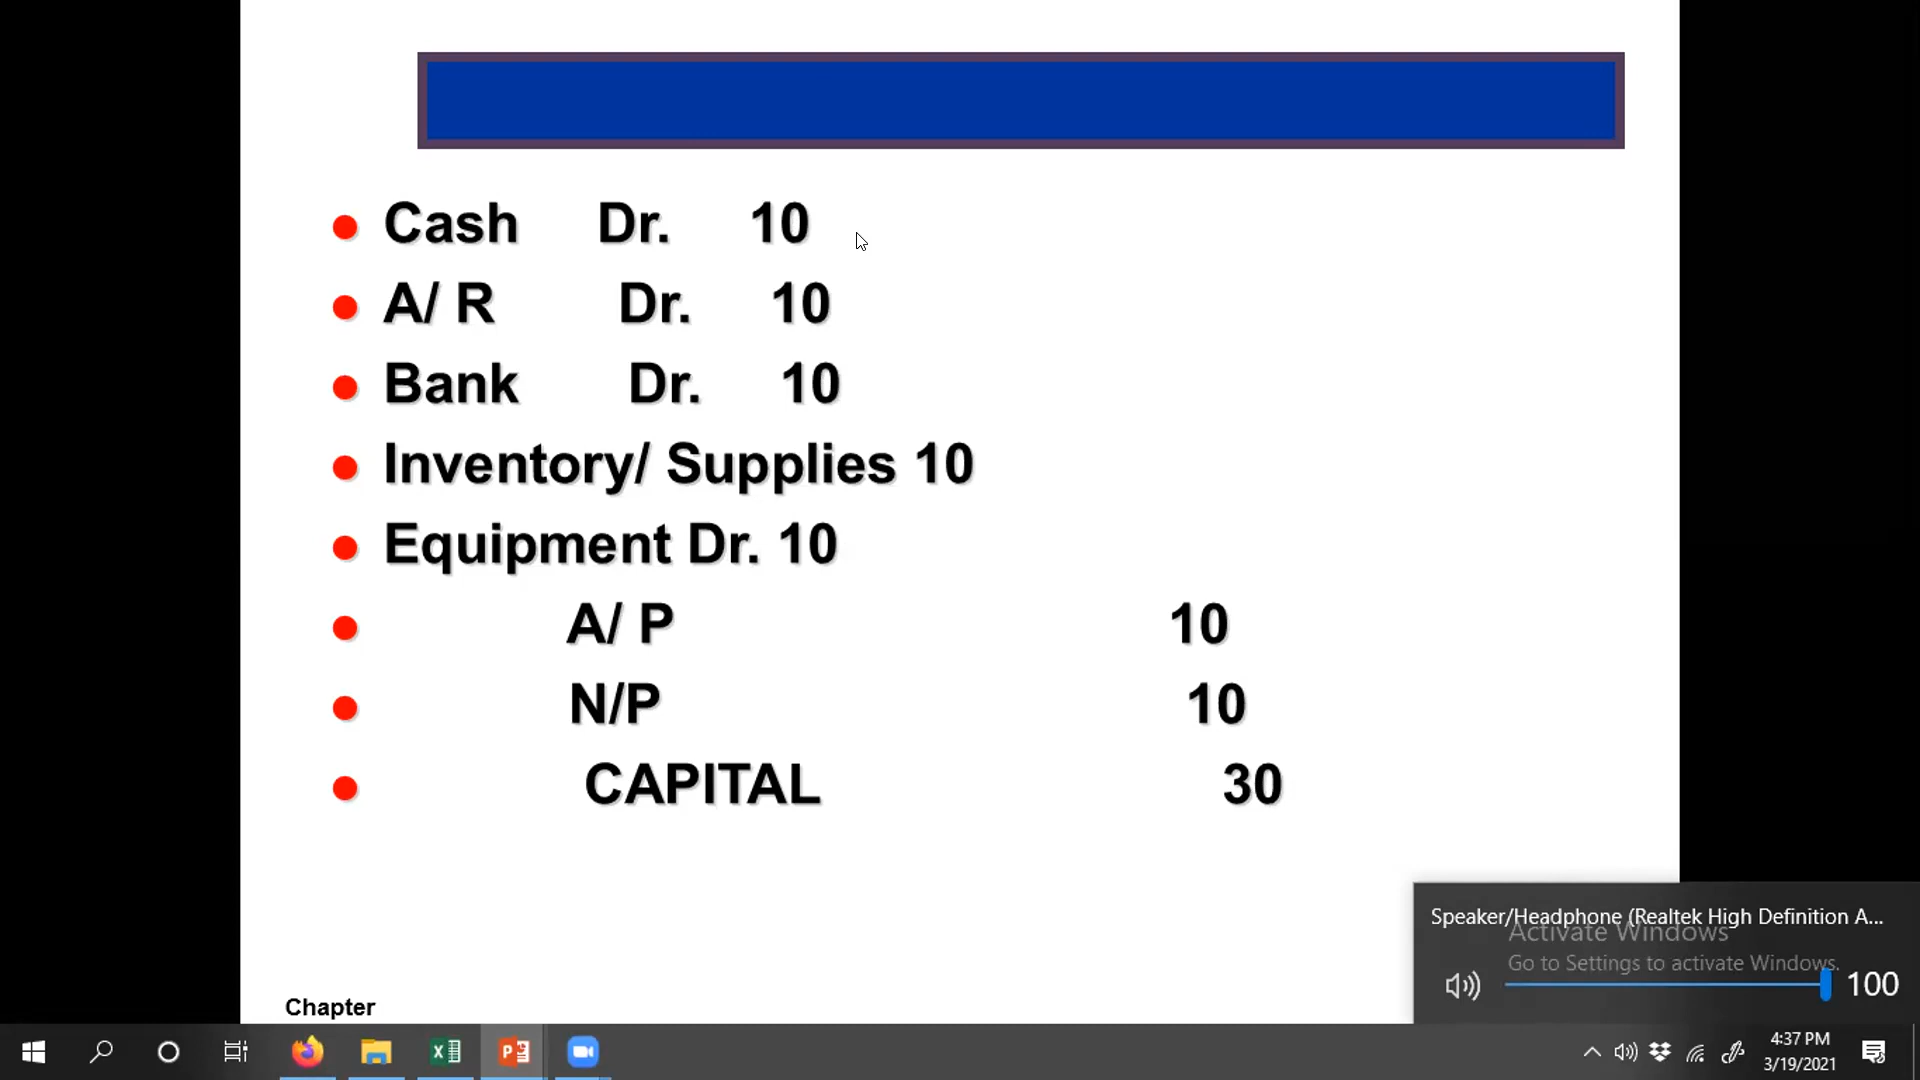 Cash Dr. 10
A/ R Dr. 10
Bank Dr. 10
Inventory/ Supplies 10
Equipment Dr. 10
A/ P 10
N/P 10
CAPITAL 30
Chapter
Speaker/Headphone (Realtek High Definition A...
Activate Windows
Go to Settings to activate Windows.
100
4:37 PM
3/19/2021